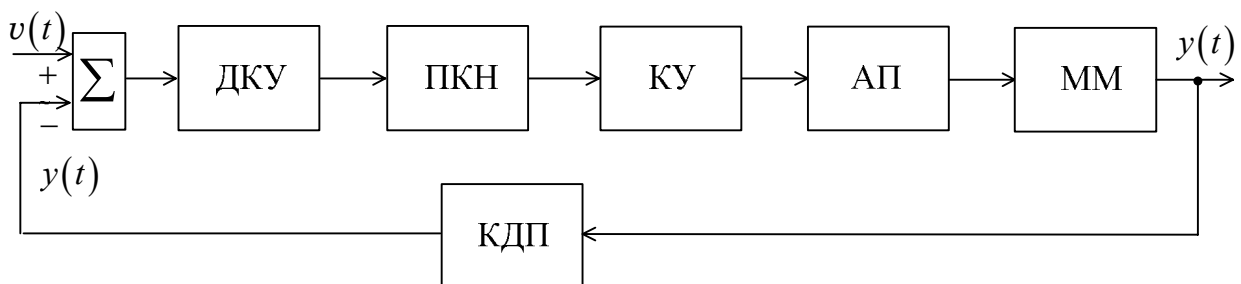 v(t)
+
∑
ДКУ
ПКН
КУ
АП
ММ
y(t)
~
−
y(t)
КДП